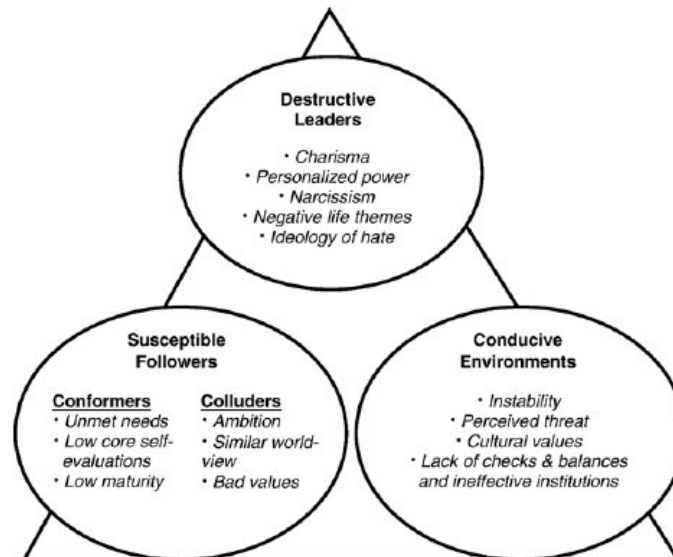 Destructive
Leaders
· Charisma
· Personalized power
· Narcissism
· Negative life themes
· Ideology of hate
Susceptible
Followers
Conformers
· Unmet needs
· Low core self-
evaluations
· Low maturity
Colluders
· Ambition
· Similar world-
view
· Bad values
Conducive
Environments
· Instability
· Perceived threat
· Cultural values
· Lack of checks & balances
and ineffective institutions